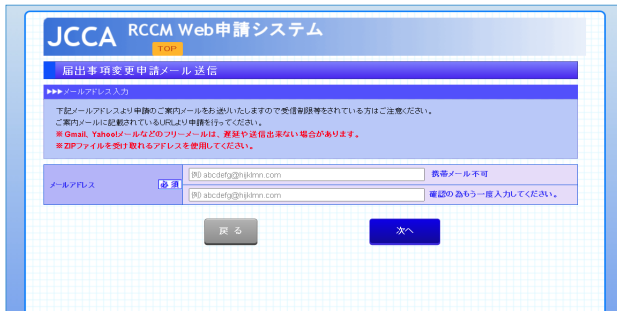 JCCA RCCM Web申請システム
TOP
届出事項変更申請メール送信
▶▶▶メールアドレス入力
下記メールアドレスより申請のご案内メールをお送りいたしますので受信制限等をされている方はご注意ください。
ご案内メールに記載されているURLより申請を行ってください。
※Gmail、Yahoo!メールなどのフリーメールは、遅延や送信出来ない場合があります。
※ZIPファイルを受け取れるアドレスを使用してください。
メールアドレス 必須
例) abcdefg@hijklmn.com 携帯メール不可
例) abcdefg@hijklmn.com 確認の為もう一度入力してください。
戻る 次へ